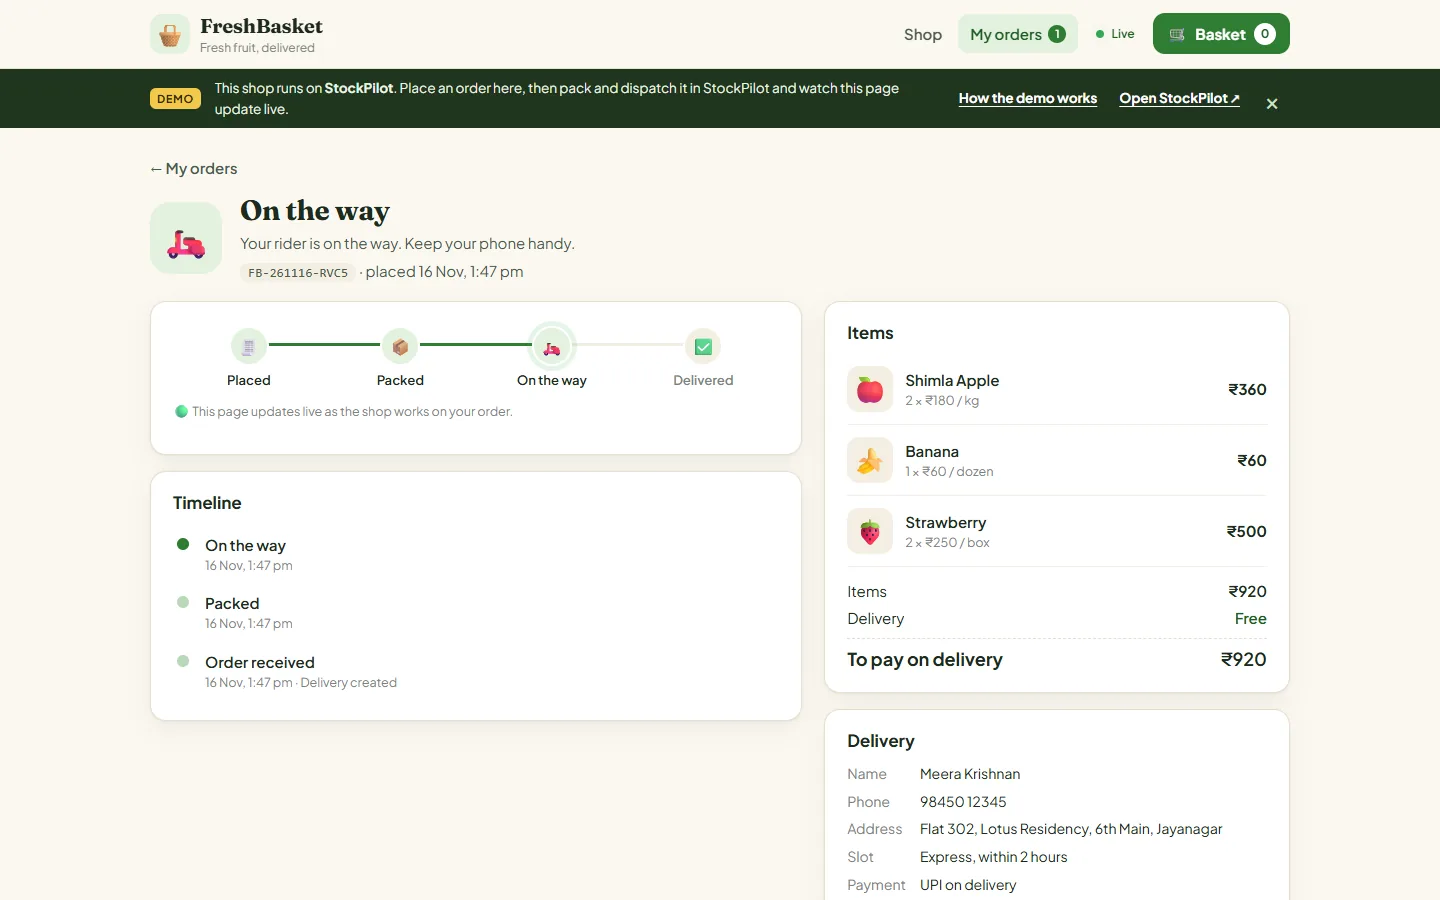 FreshBasket
Fresh fruit, delivered
Shop
My orders 1
Live
Basket 0
DEMO
This shop runs on StockPilot. Place an order here, then pack and dispatch it in StockPilot and watch this page
update live.
How the demo works
Open StockPilot ↗
×
← My orders
On the way
Your rider is on the way. Keep your phone handy.
FB-261116-RVC5 · placed 16 Nov, 1:47 pm
Placed
Packed
On the way
Delivered
This page updates live as the shop works on your order.
Timeline
On the way
16 Nov, 1:47 pm
Packed
16 Nov, 1:47 pm
Order received
16 Nov, 1:47 pm · Delivery created
Items
Shimla Apple
2 × ₹180 / kg
₹360
Banana
1 × ₹60 / dozen
₹60
Strawberry
2 × ₹250 / box
₹500
Items ₹920
Delivery Free
To pay on delivery ₹920
Delivery
Name Meera Krishnan
Phone 98450 12345
Address Flat 302, Lotus Residency, 6th Main, Jayanagar
Slot Express, within 2 hours
Payment UPI on delivery